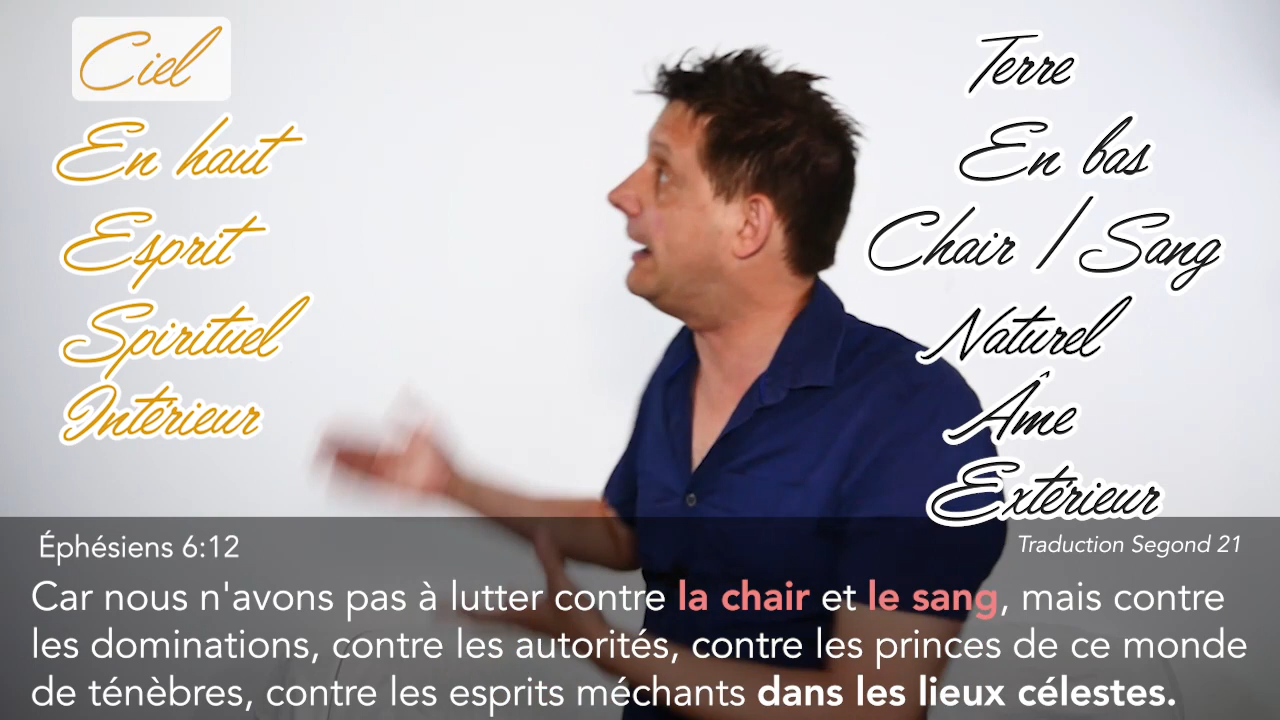 Ciel
En haut
Esprit
Spirituel
Intérieur
Terre
En bas
Chair / Sang
Naturel
Âme
Extérieur
Éphésiens 6:12
Traduction Segond 21
Car nous n'avons pas à lutter contre la chair et le sang, mais contre
les dominations, contre les autorités, contre les princes de ce monde
de ténèbres, contre les esprits méchants dans les lieux célestes.